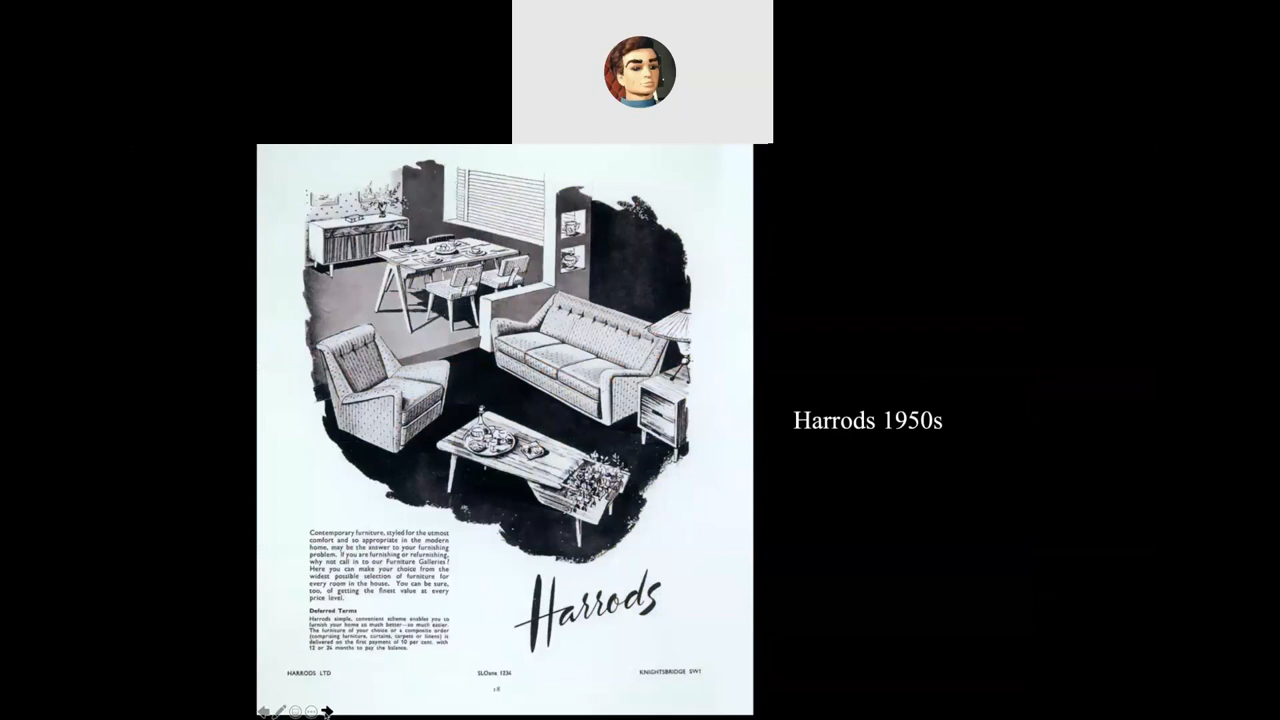 Contemporary furniture, styled for the utmost
comfort and so appropriate in the modern
home, may be the answer to your furnishing
problem. If you are furnishing or refurnishing,
why not call in to our Furniture Galleries?
Here you can make your choice from the
widest possible selection of furniture for
every room in the house. You can be sure,
too, of getting the finest value at every
price level.
Deferred Terms
Harrods simple, convenient scheme enables you to
furnish your home so much better—so much easier.
The furniture of your choice or a composite order
(comprising furniture, curtains, carpets or linens) is
delivered on the first payment of 10 per cent. with
12 or 24 months to pay the balance.
Harrods
HARRODS LTD
SLOane 1234
KNIGHTSBRIDGE SW1
18
Harrods 1950s